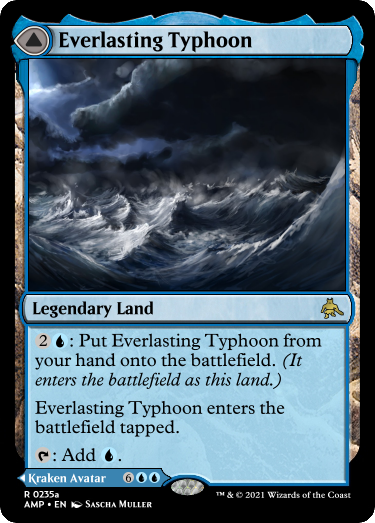 Everlasting Typhoon
Legendary Land
2 : Put Everlasting Typhoon from
your hand onto the battlefield. (It
enters the battlefield as this land.)
Everlasting Typhoon enters the
battlefield tapped.
: Add .
Kraken Avatar 6
R 0235a
AMP • EN Sascha Muller
™ & © 2021 Wizards of the Coast